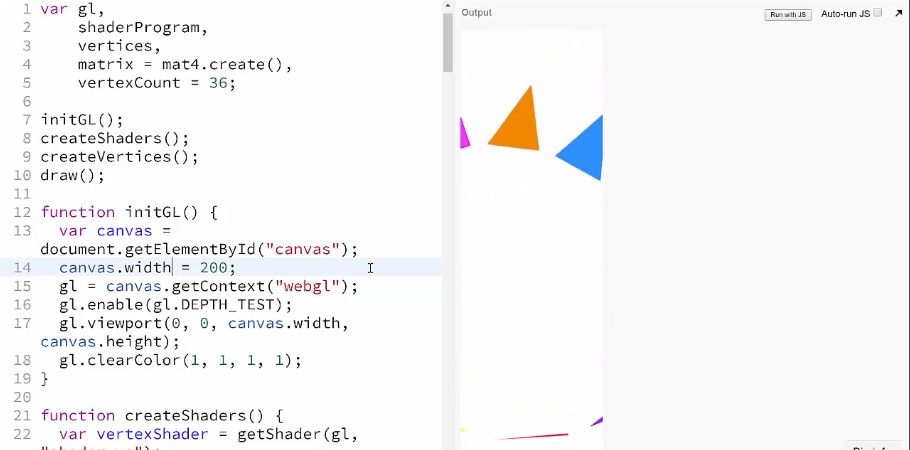 1 var gl,
2 shaderProgram,
3 vertices,
4 matrix = mat4.create(),
5 vertexCount = 36;
6
7 initGL();
8 createShaders();
9 createVertices();
10 draw();
11
12 function initGL() {
13 var canvas =
document.getElementById("canvas");
14 canvas.width = 200;
15 gl = canvas.getContext("webgl");
16 gl.enable(gl.DEPTH_TEST);
17 gl.viewport(0, 0, canvas.width,
canvas.height);
18 gl.clearColor(1, 1, 1, 1);
19 }
20
21 function createShaders() {
22 var vertexShader = getShader(gl,
Output
Run with JS
Auto-run JS